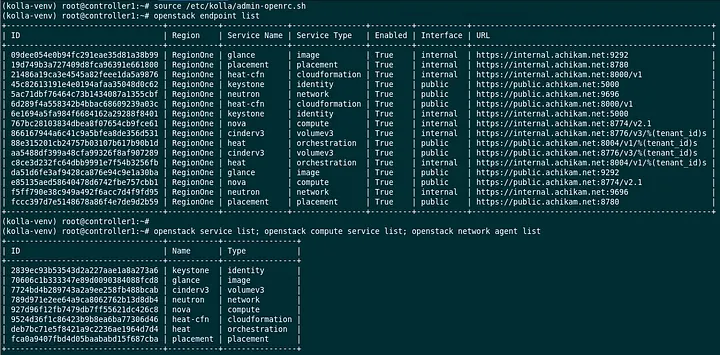 (kolla-venv) root@controller1:~# source /etc/kolla/admin-openrc.sh
(kolla-venv) root@controller1:~# openstack endpoint list
| ID | Region | Service Name | Service Type | Enabled | Interface | URL |
| 09dee054e0b94fc291eae35d81a38b99 | RegionOne | glance | image | True | internal | https://internal.achikam.net:9292 |
| 19d749b3a727409d8fca96391e661800 | RegionOne | placement | placement | True | internal | https://internal.achikam.net:8780 |
| 21486a19ca3e4545a82feee1da5a9876 | RegionOne | heat-cfn | cloudformation | True | internal | https://internal.achikam.net:8000/v1 |
| 45c82613191e4e0194afaa35048d0c62 | RegionOne | keystone | identity | True | public | https://public.achikam.net:5000 |
| 5ac71dbf76464c73b1434087a1355cbf | RegionOne | neutron | network | True | public | https://public.achikam.net:9696 |
| 6d289f4a558342b4bbac68609239a03c | RegionOne | heat-cfn | cloudformation | True | public | https://public.achikam.net:8000/v1 |
| 6e1694a5fa984f6684162a29288f8401 | RegionOne | keystone | identity | True | internal | https://internal.achikam.net:5000 |
| 767bc28103834dbea8f07654cb9fce61 | RegionOne | nova | compute | True | internal | https://internal.achikam.net:8774/v2.1 |
| 866167944a6c41c9a5bfea8de356d531 | RegionOne | cinderv3 | volumev3 | True | internal | https://internal.achikam.net:8776/v3/%(tenant_id)s |
| 88e315201cb24757b03107b617b90b1d | RegionOne | heat | orchestration | True | public | https://public.achikam.net:8004/v1/%(tenant_id)s |
| aa5488df399a48cfa99326f8af907289 | RegionOne | cinderv3 | volumev3 | True | public | https://public.achikam.net:8776/v3/%(tenant_id)s |
| c8ce3d232fc64dbb9991e7f54b3256fb | RegionOne | heat | orchestration | True | internal | https://internal.achikam.net:8004/v1/%(tenant_id)s |
| da51d6fe3af9428ca876e94c9e1a30ba | RegionOne | glance | image | True | public | https://public.achikam.net:9292 |
| e85135aed58640478d6742fbe757cbb1 | RegionOne | nova | compute | True | public | https://public.achikam.net:8774/v2.1 |
| f5ff790e38c949a492f6acc7d4f9fd95 | RegionOne | neutron | network | True | internal | https://internal.achikam.net:9696 |
| fccc397d7e5148678a86f4e7de9d2b59 | RegionOne | placement | placement | True | public | https://public.achikam.net:8780 |
(kolla-venv) root@controller1:~#
(kolla-venv) root@controller1:~# openstack service list; openstack compute service list; openstack network agent list
| ID | Name | Type |
| 2839ec93b53543d2a227aae1a8a273a6 | keystone | identity |
| 70606c1b333347e89d0090384088fcd8 | glance | image |
| 7724bd4b289743a2a9ee258fb488bcab | cinderv3 | volumev3 |
| 789d971e2ee64a9ca8062762b13d8db4 | neutron | network |
| 927d96f12fb7479db7ff55621dc426c8 | nova | compute |
| 9524d36f1c86423b9b8ea6ba77306d46 | heat-cfn | cloudformation |
| deb7bc71e5f8421a9c2236ae1964d7d4 | heat | orchestration |
| fca0a9407fbd4d05baababd15f687cba | placement | placement |